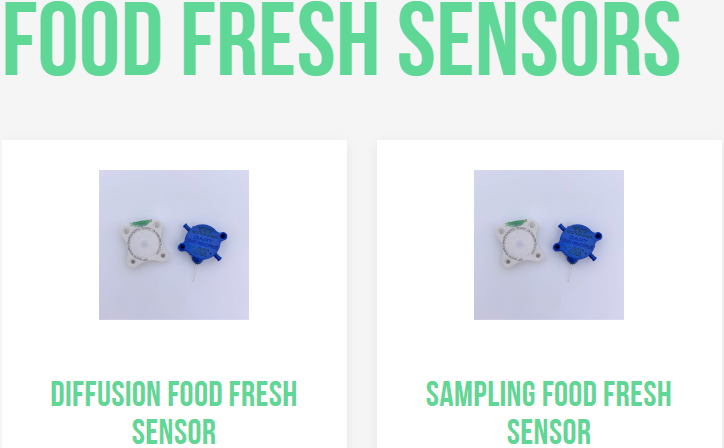 FOOD FRESH SENSORS
DIFFUSION FOOD FRESH
SENSOR
SAMPLING FOOD FRESH
SENSOR